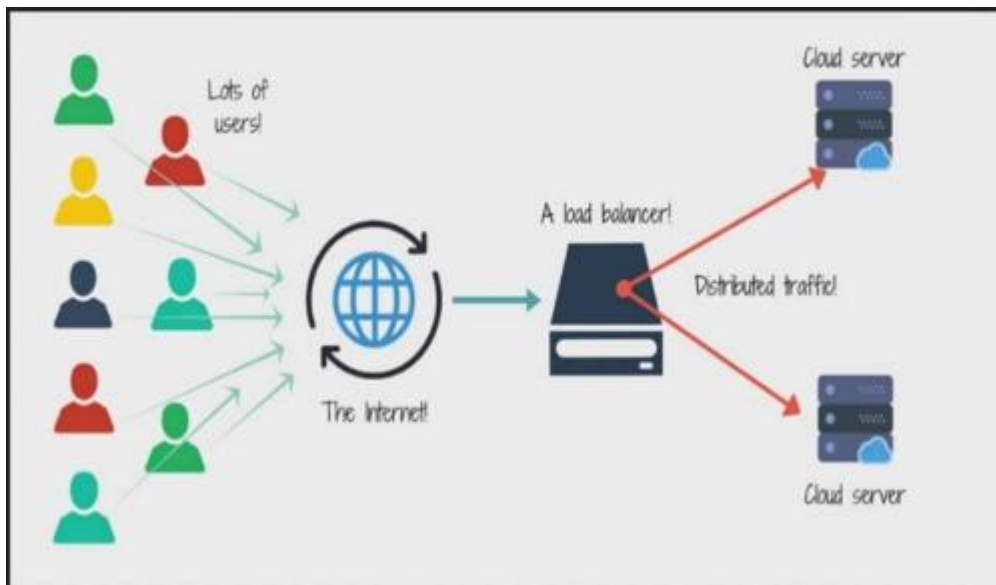 Lots of
users!
The Internet!
A load balancer!
Distributed traffic!
Cloud server
Cloud server